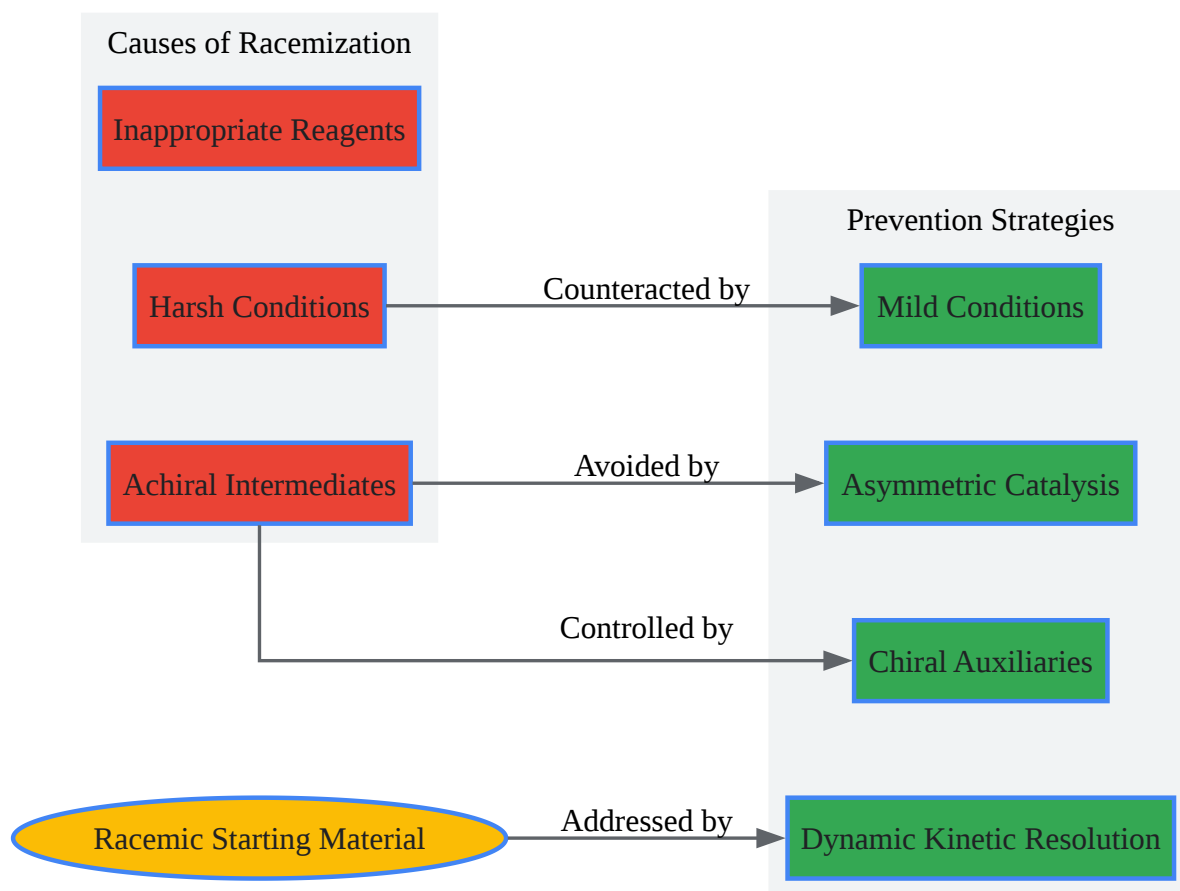 Causes of Racemization
Inappropriate Reagents
Prevention Strategies
Harsh Conditions
Counteracted by
Mild Conditions
Achiral Intermediates
Avoided by
Asymmetric Catalysis
Controlled by
Chiral Auxiliaries
Racemic Starting Material
Addressed by
Dynamic Kinetic Resolution